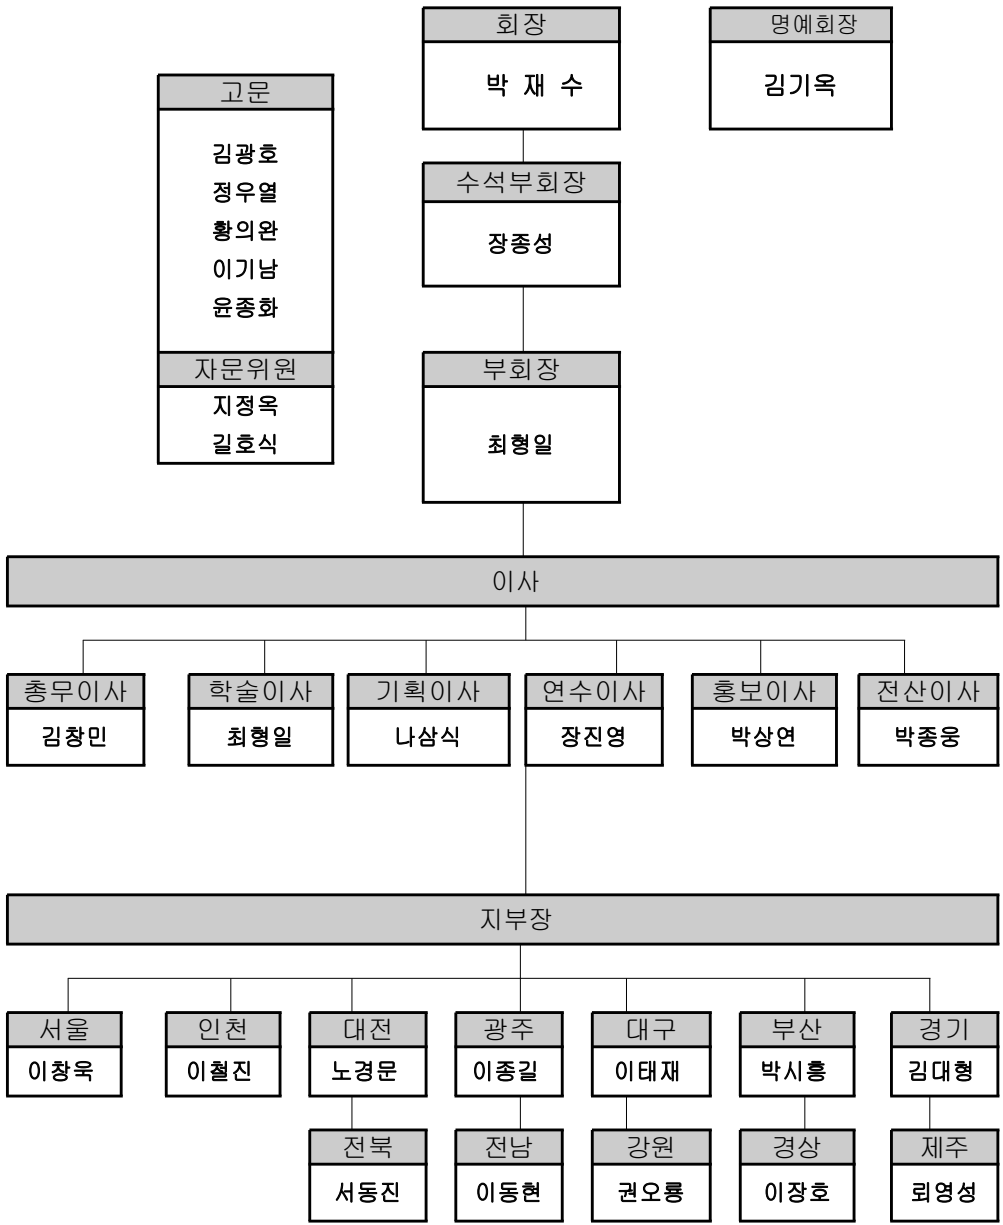 회장
박 재 수
명예회장
김기옥
고문
김광호
정우열
황의완
이기남
윤종화
자문위원
지정옥
길호식
수석부회장
장종성
부회장
최형일
이사
총무이사
김창민
학술이사
최형일
기획이사
나삼식
연수이사
장진영
홍보이사
박상연
전산이사
박종웅
지부장
서울
이창욱
인천
이철진
대전
노경문
광주
이종길
대구
이태재
부산
박시흥
경기
김대형
전북
서동진
전남
이동현
강원
권오룡
경상
이장호
제주
뢰영성